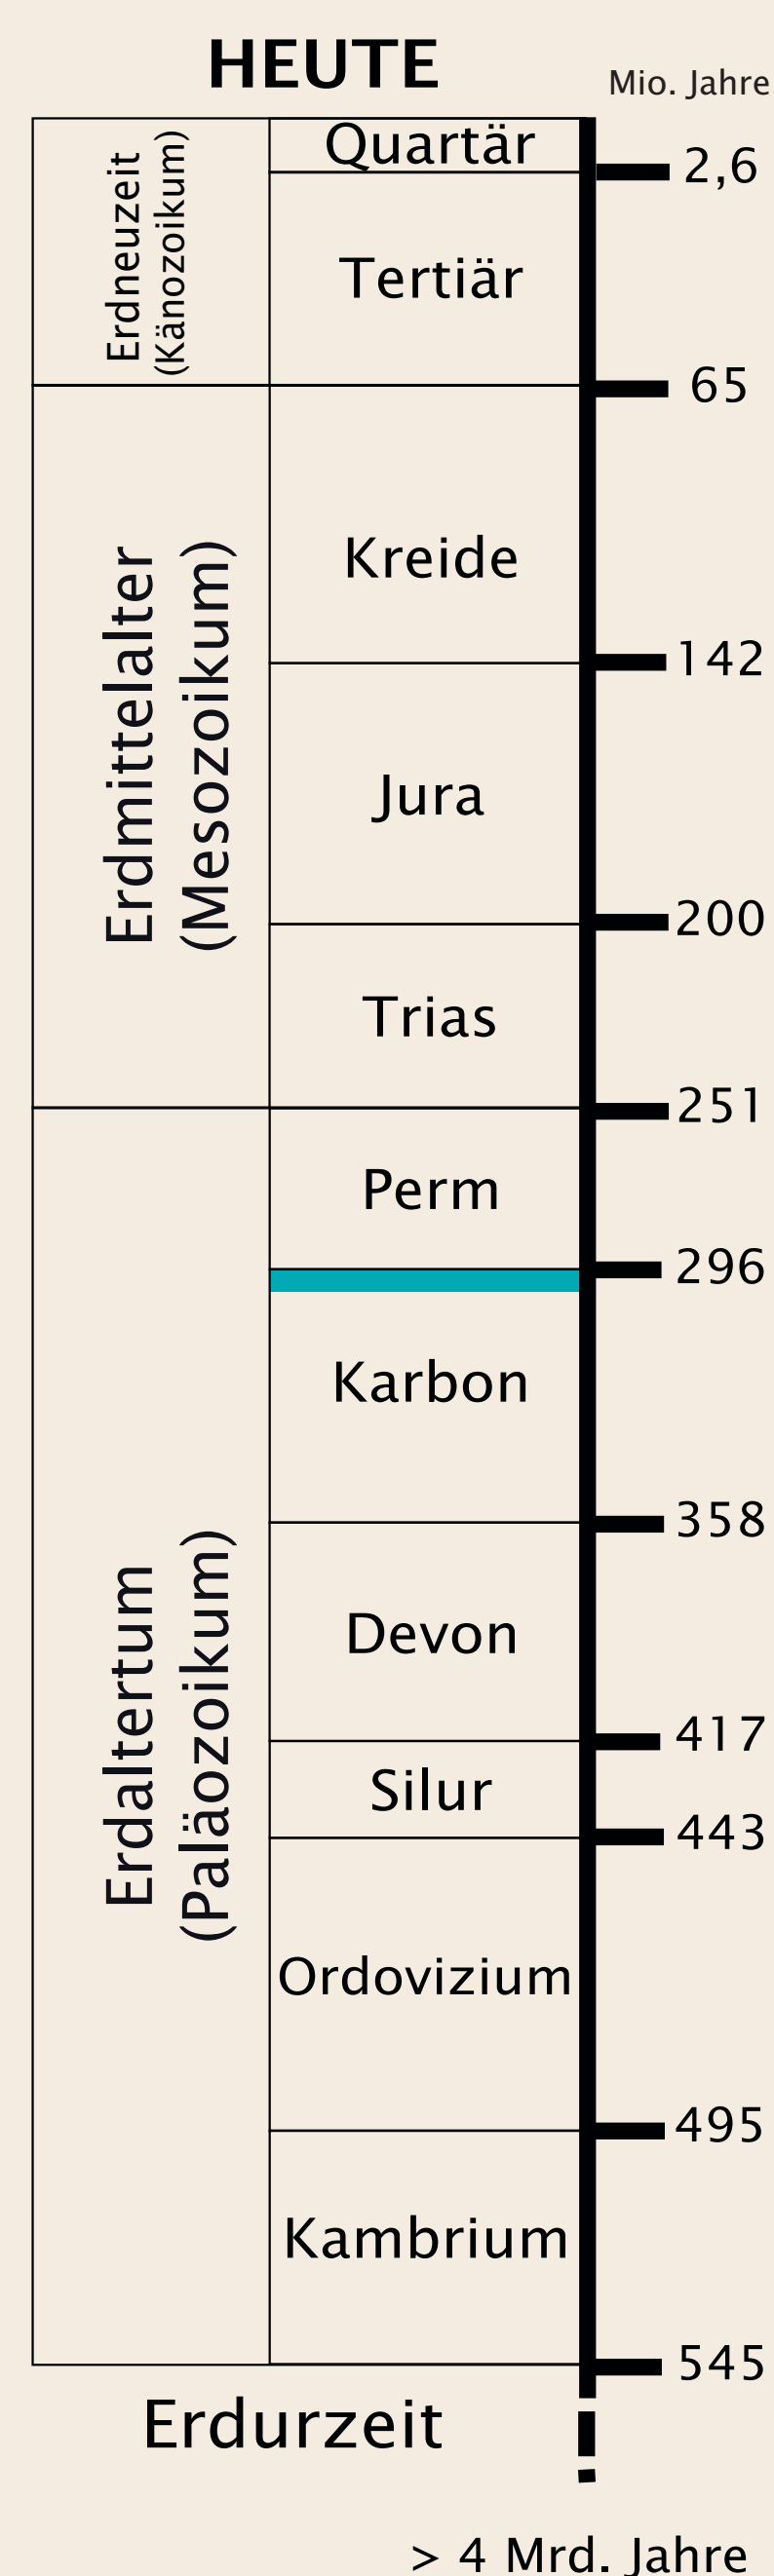 HEUTE
Mio. Jahre
Erdneuzeit
(Känozoikum)
Quartär
2,6
Tertiär
65
Erdmittelalter
(Mesozoikum)
Kreide
142
Jura
200
Trias
251
Erdaltertum
(Paläozoikum)
Perm
296
Karbon
358
Devon
417
Silur
443
Ordovizium
495
Kambrium
545
Erdurzeit
> 4 Mrd. Jahre